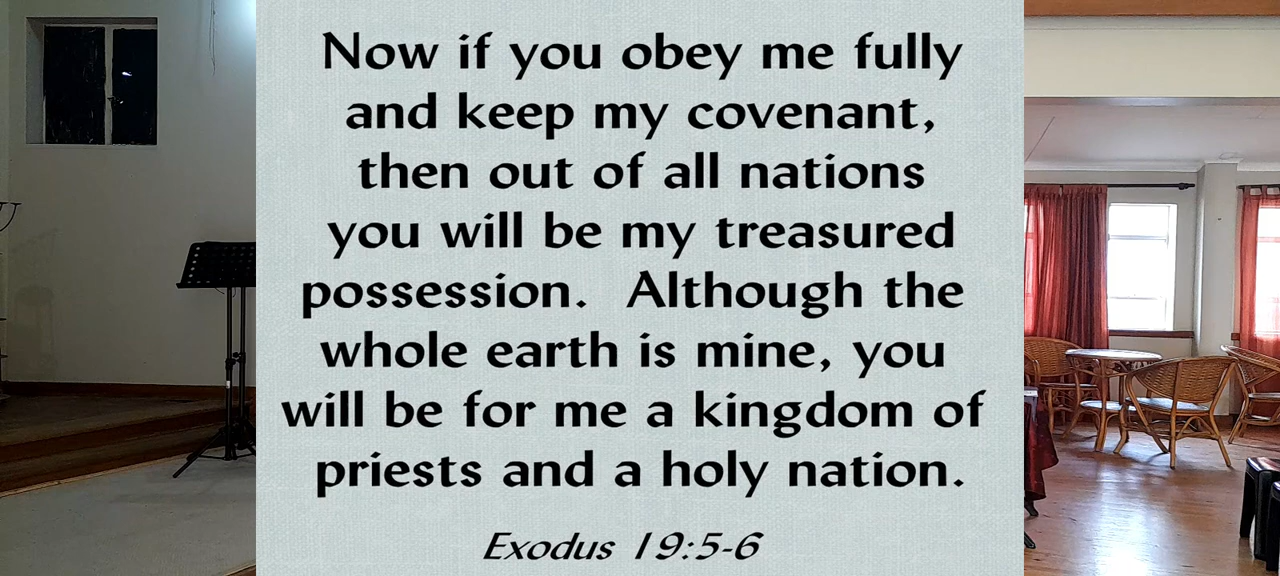 Now if you obey me fully
and keep my covenant,
then out of all nations
you will be my treasured
possession. Although the
whole earth is mine, you
will be for me a kingdom of
priests and a holy nation.
Exodus 19:5-6